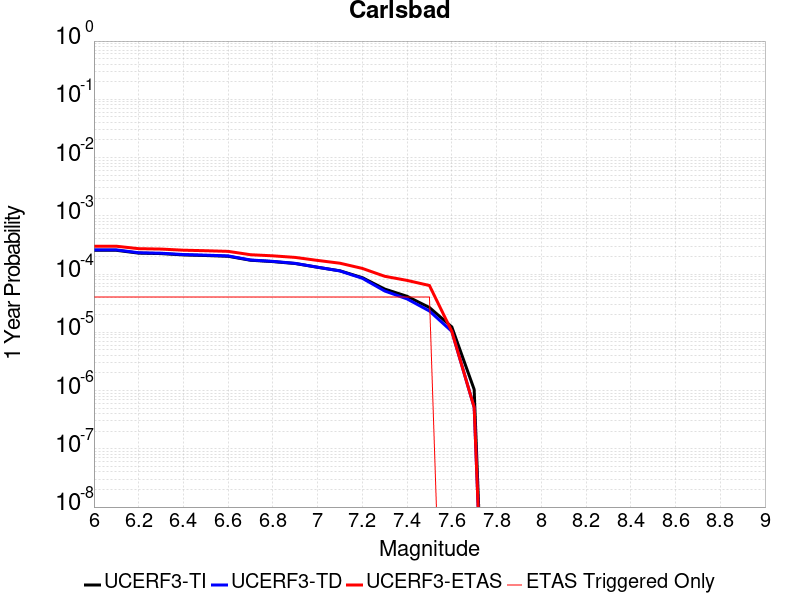 Carlsbad
10^0
10^-1
10^-2
10^-3
10^-4
10^-5
10^-6
10^-7
10^-8
1 Year Probability
6 6.2 6.4 6.6 6.8 7 7.2 7.4 7.6 7.8 8 8.2 8.4 8.6 8.8 9
Magnitude
UCERF3-TI UCERF3-TD UCERF3-ETAS ETAS Triggered Only